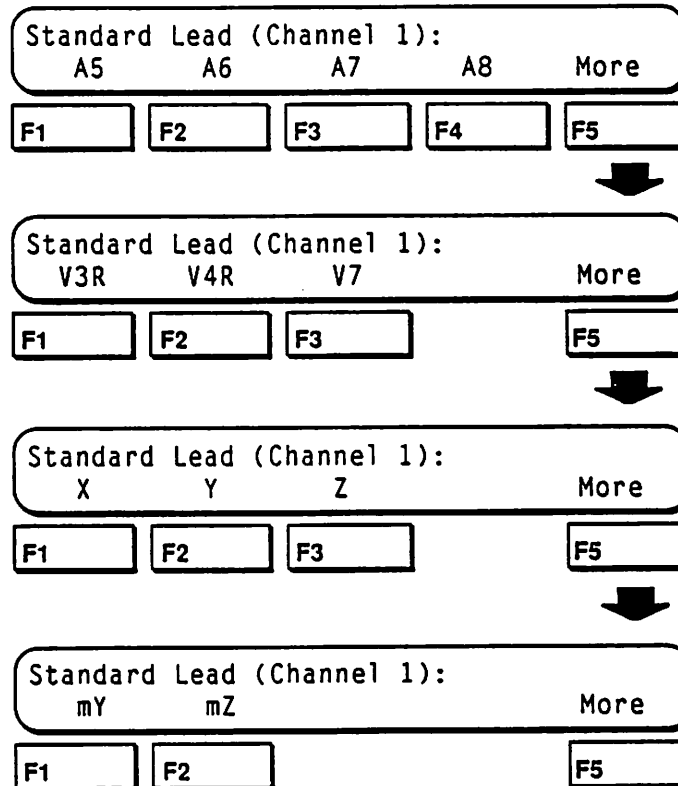 Standard Lead (Channel 1):
A5 A6 A7 A8 More
F1 F2 F3 F4 F5
Standard Lead (Channel 1):
V3R V4R V7 More
F1 F2 F3 F5
Standard Lead (Channel 1):
X Y Z More
F1 F2 F3 F5
Standard Lead (Channel 1):
mY mZ More
F1 F2 F5